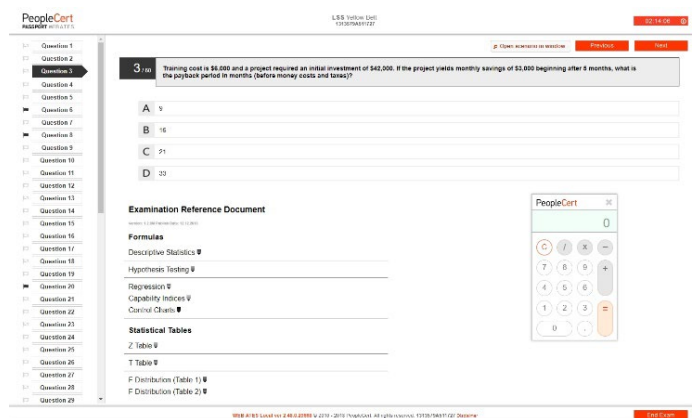 PeopleCert
PASSPORT
LSS Yellow Belt
02:14:06
Open scenario in window
Previous
Next
Question 1
Question 2
Question 3
Question 4
Question 5
Question 6
Question 7
Question 8
Question 9
Question 10
Question 11
Question 12
Question 13
Question 14
Question 15
Question 16
Question 17
Question 18
Question 19
Question 20
Question 21
Question 22
Question 23
Question 24
Question 25
Question 26
Question 27
Question 28
Question 29
3 / 60
Training cost is $6,000 and a project required an initial investment of $42,000. If the project yields monthly savings of $3,000 beginning after 5 months, what is
the payback period in months (before money costs and taxes)?
A 9
B 16
C 21
D 33
Examination Reference Document
Formulas
Descriptive Statistics
Hypothesis Testing
Regression
Capability Indices
Control Charts
Statistical Tables
Z Table
T Table
F Distribution (Table 1)
F Distribution (Table 2)
PeopleCert
0
C / x −
7 8 9 +
4 5 6
1 2 3 =
0 .
All rights reserved.
Disclaimer
End Exam